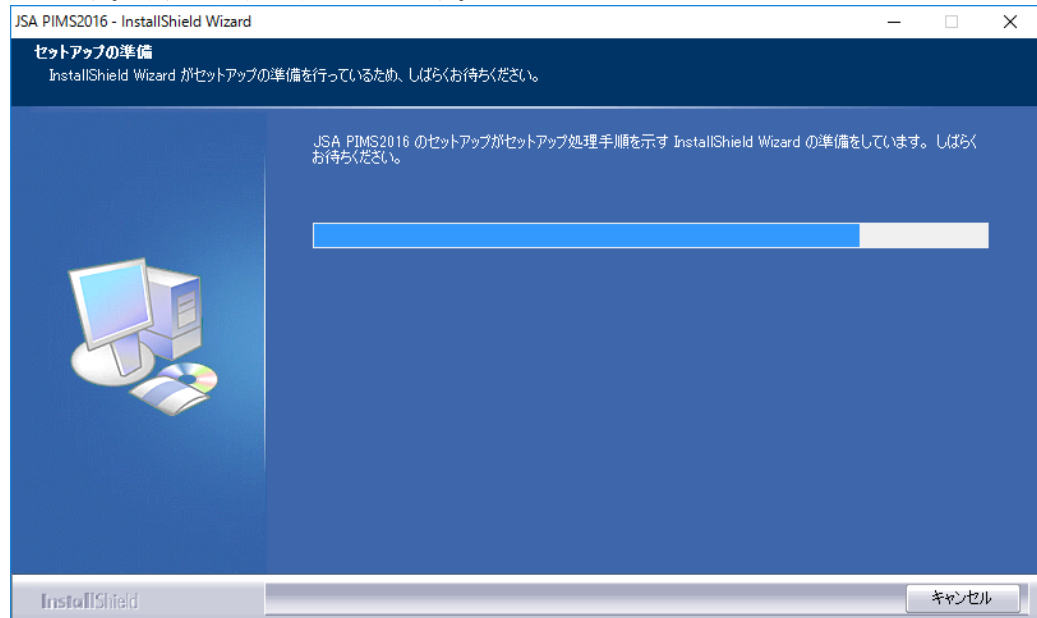 JSA PIMS2016 - InstallShield Wizard
セットアップの準備
InstallShield Wizard がセットアップの準備を行っているため、しばらくお待ちください。
JSA PIMS2016 のセットアップがセットアップ処理手順を示す InstallShield Wizard の準備をしています。しばらく
お待ちください。
InstallShield
キャンセル